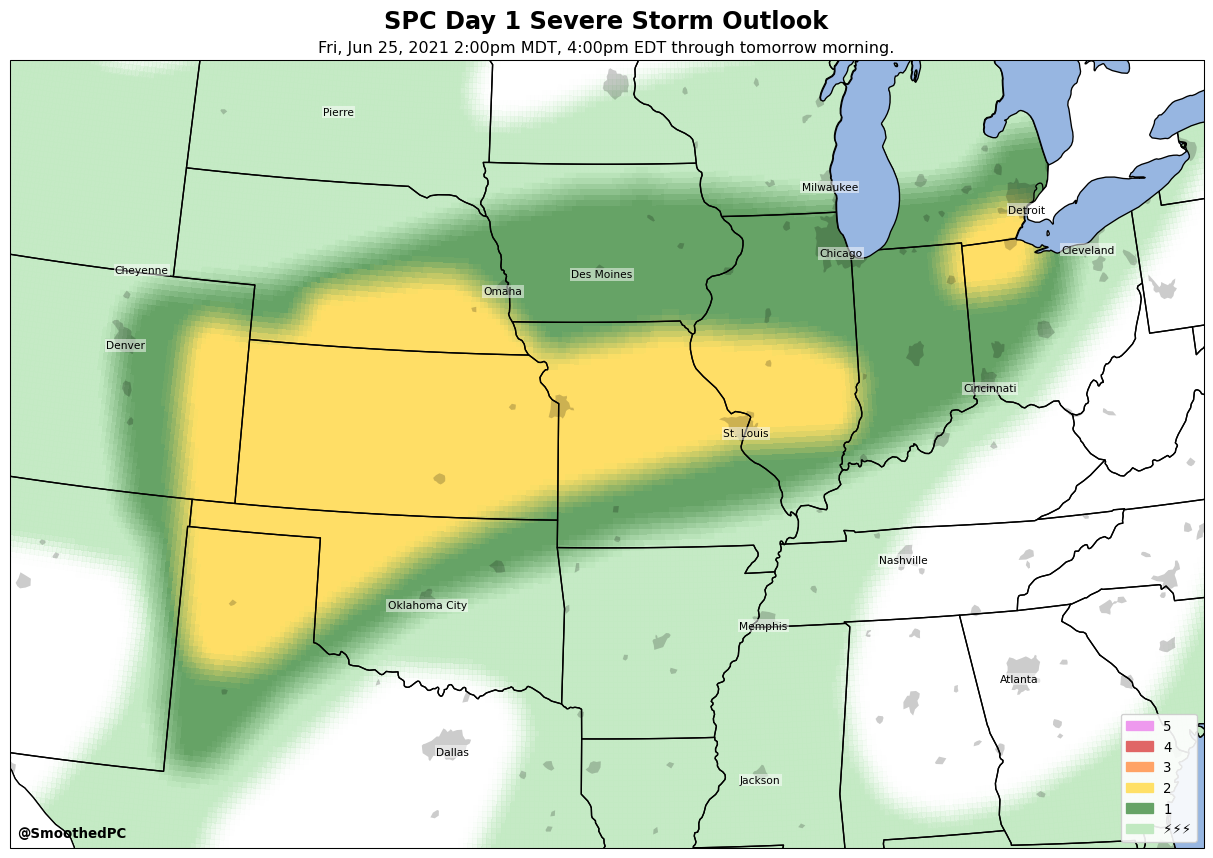 SPC Day 1 Severe Storm Outlook
Fri, Jun 25, 2021 2:00pm MDT, 4:00pm EDT through tomorrow morning.
Pierre
Milwaukee
Detroit
Cleveland
Chicago
Cheyenne
Des Moines
Omaha
Denver
Cincinnati
St. Louis
Nashville
Oklahoma City
Memphis
Atlanta
Dallas
Jackson
5
4
3
2
1
⚡⚡⚡
@SmoothedPC